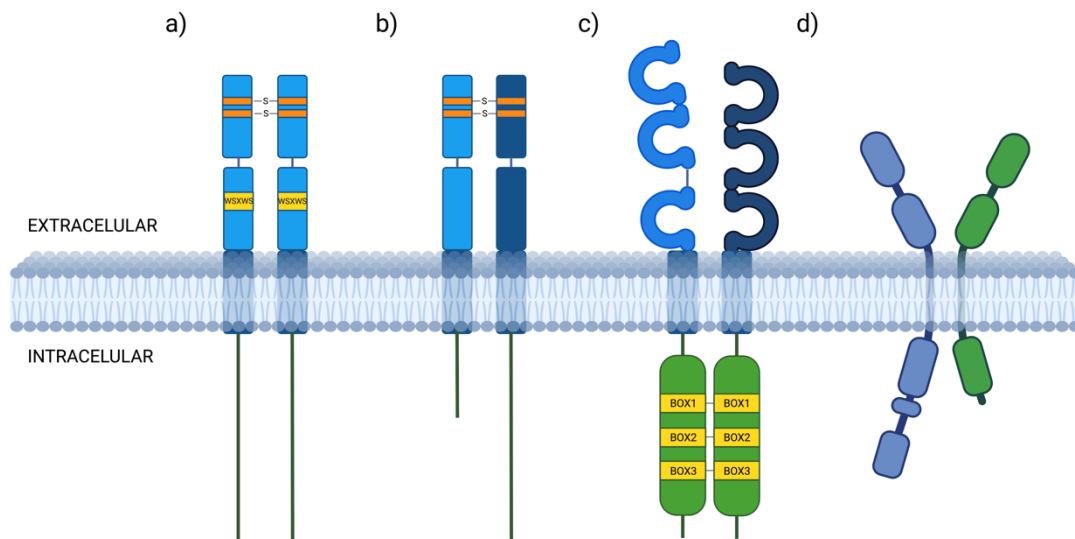 a)
b)
c)
d)
S
S
S
S
WSXWS
WSXWS
EXTRACELULAR
INTRACELULAR
BOX1
BOX1
BOX2
BOX2
BOX3
BOX3